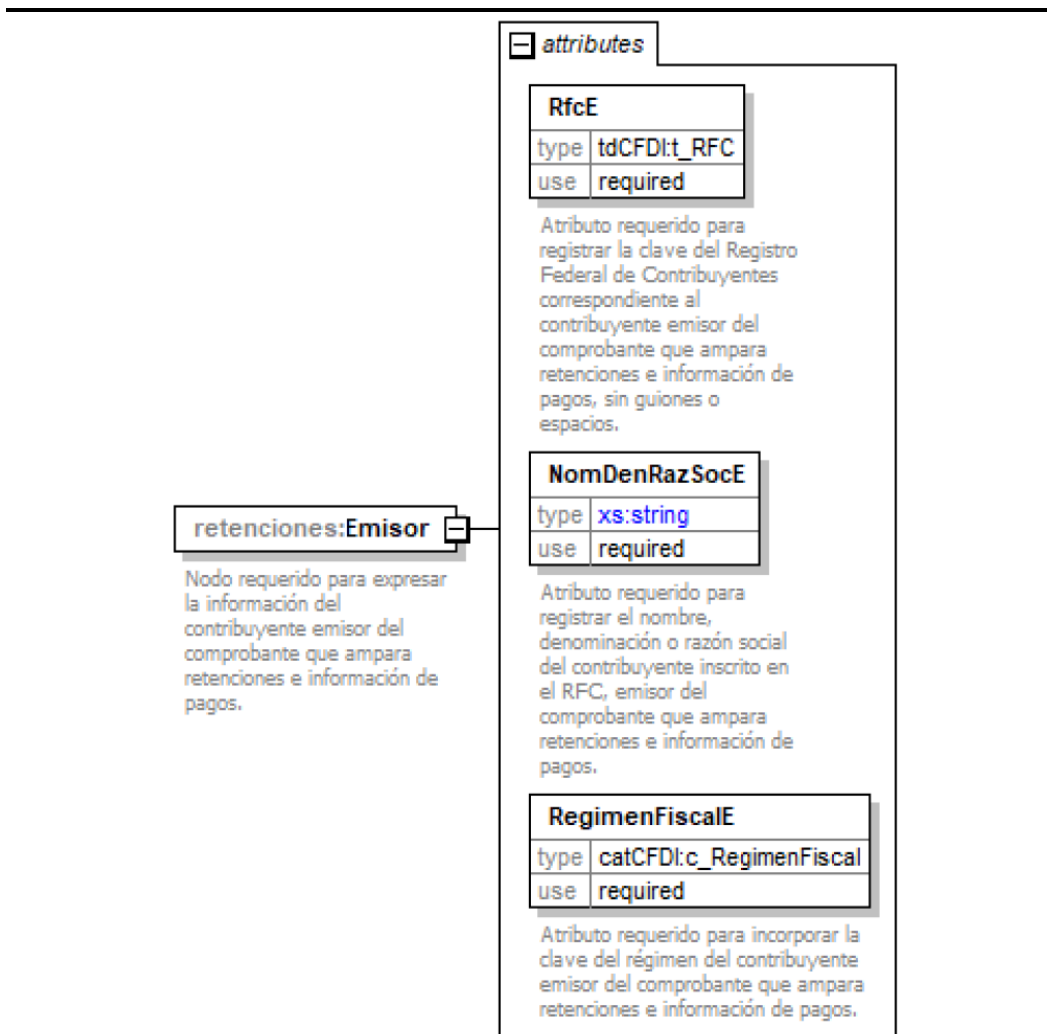 attributes
RfcE
type tdCFDI:t_RFC
use required
Atributo requerido para
registrar la clave del Registro
Federal de Contribuyentes
correspondiente al
contribuyente emisor del
comprobante que ampara
retenciones e información de
pagos, sin guiones o
espacios.
NomDenRazSocE
type xs:string
use required
Atributo requerido para
registrar el nombre,
denominación o razón social
del contribuyente inscrito en
el RFC, emisor del
comprobante que ampara
retenciones e información de
pagos.
retenciones:Emisor
Nodo requerido para expresar
la información del
contribuyente emisor del
comprobante que ampara
retenciones e información de
pagos.
RegimenFiscalE
type catCFDI:c_RegimenFiscal
use required
Atributo requerido para incorporar la
clave del régimen del contribuyente
emisor del comprobante que ampara
retenciones e información de pagos.